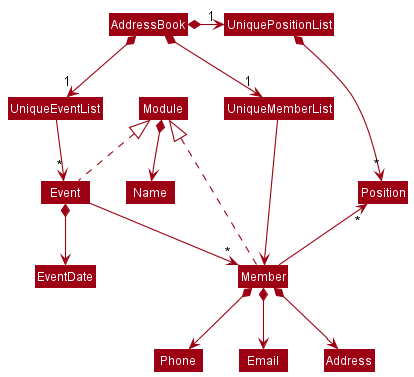 AddressBook
1
UniquePositionList
1
1
UniqueEventList
Module
UniqueMemberList
*
*
Event
Name
Position
*
*
EventDate
Member
Phone
Email
Address